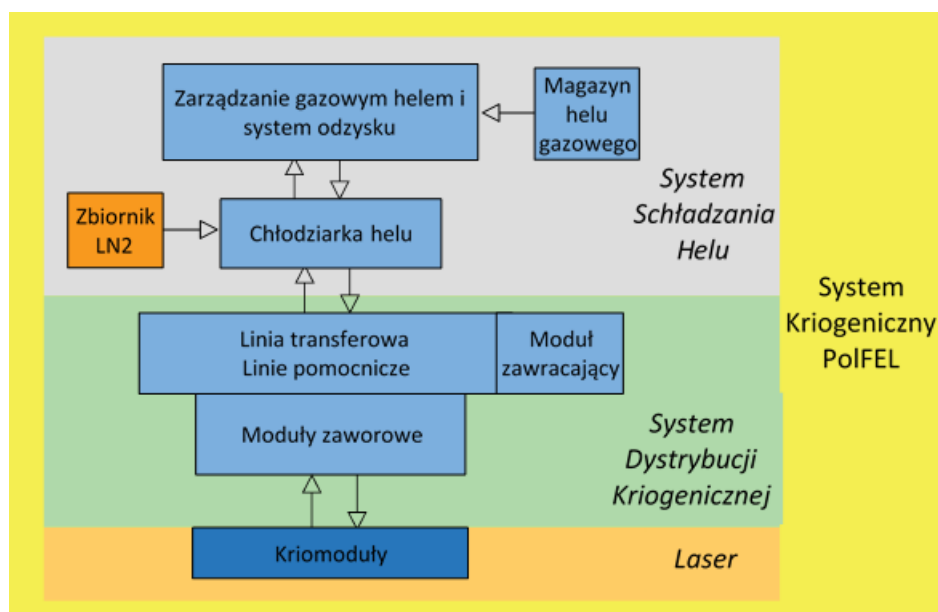 Zarządzanie gazowym helem i
system odzysku
Magazyn
helu
gazowego
System
Schładzania
Helu
Zbiornik
LN2
Chłodziarka helu
System
Kriogeniczny
PolFEL
Linia transferowa
Linie pomocnicze
Moduł
zawracający
Moduły zaworowe
System
Dystrybucji
Kriogenicznej
Kriomoduły
Laser